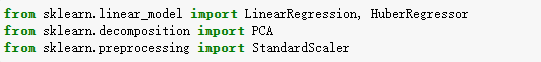 from sklearn.linear_model import LinearRegression, HuberRegressor
from sklearn.decomposition import PCA
from sklearn.preprocessing import StandardScaler